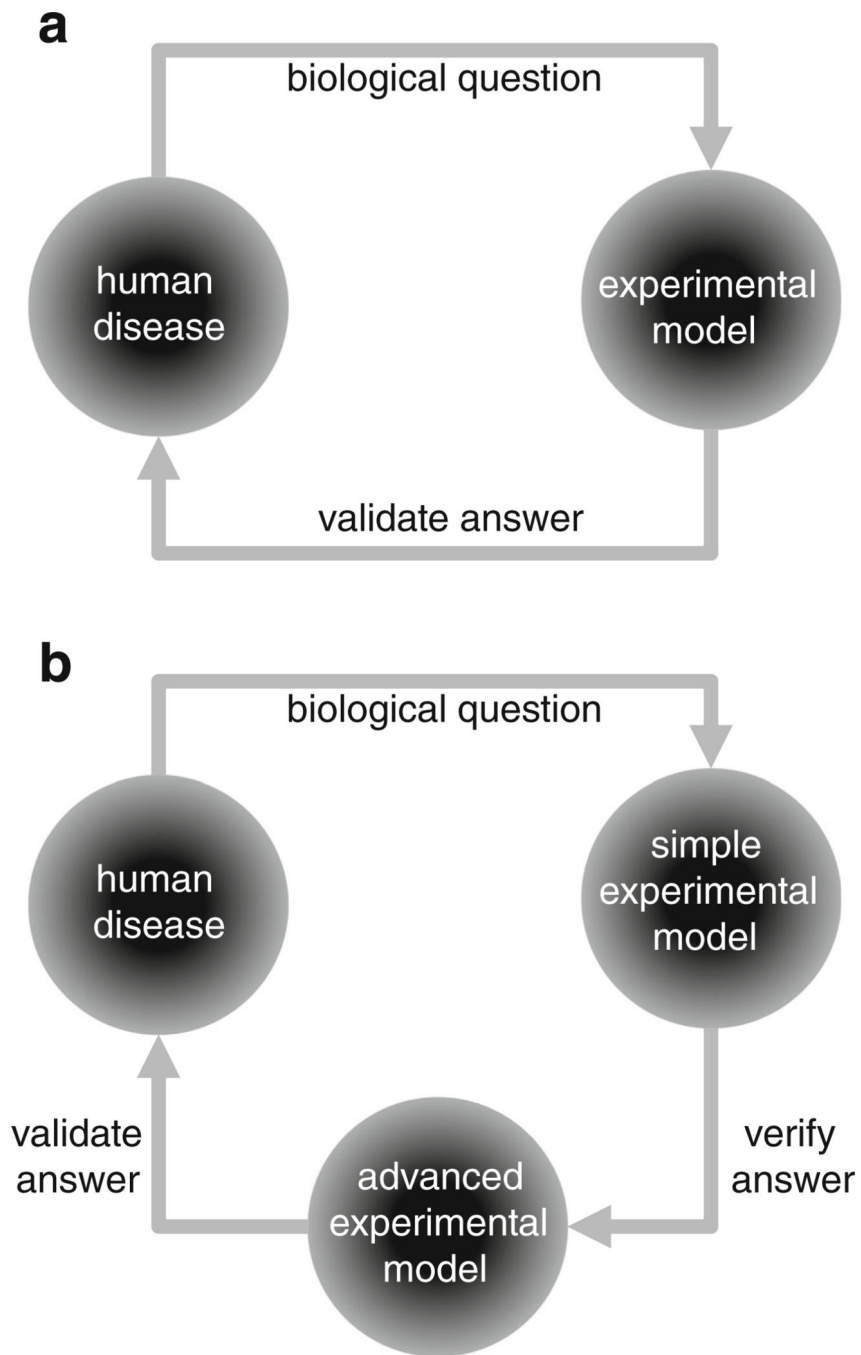 a
biological question
human
disease
experimental
model
validate answer
b
biological question
human
disease
simple
experimental
model
validate
answer
verify
answer
advanced
experimental
model